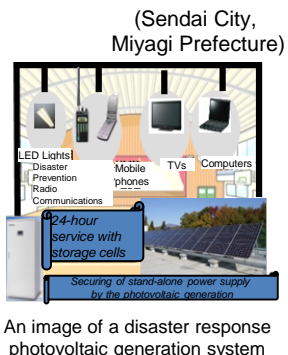 (Sendai City,
Miyagi Prefecture)
LED Lights
Disaster
Prevention
Radio
Communications
Mobile
phones
TVs
Computers
24-hour
service with
storage cells
Securing of stand-alone power supply
by the photovoltaic generation
An image of a disaster response
photovoltaic generation system